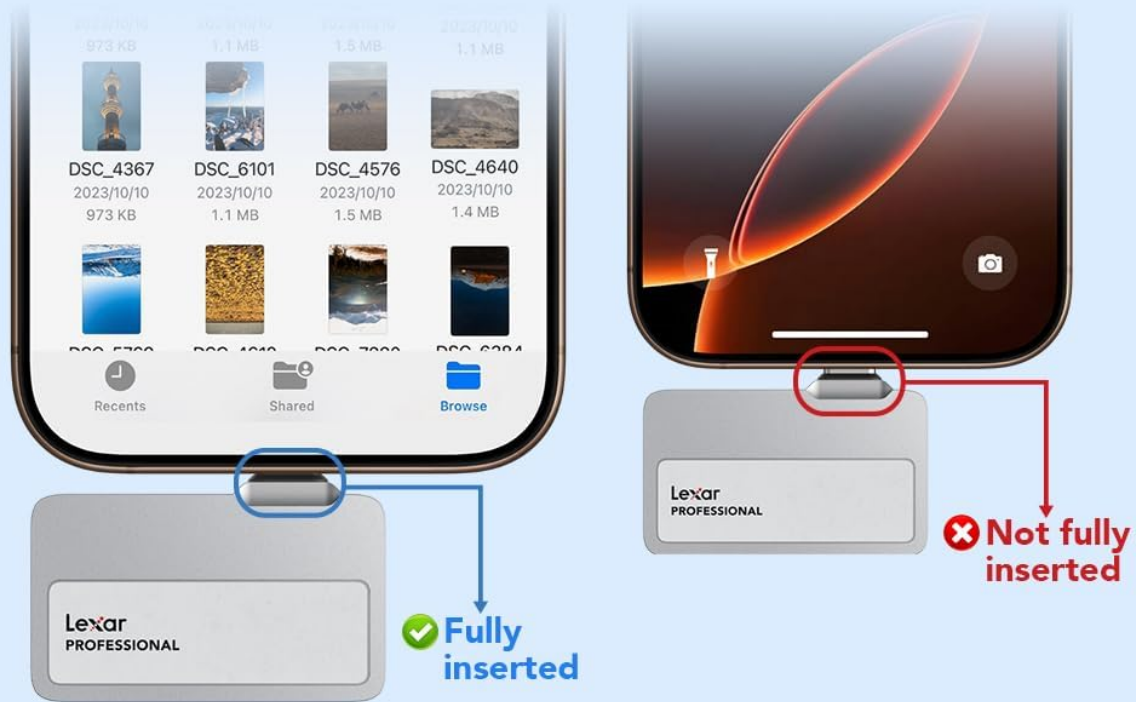 973 KB 1.1 MB 1.5 MB 1.1 MB
DSC_4367 DSC_6101 DSC_4576 DSC_4640
2023/10/10 2023/10/10 2023/10/10 2023/10/10
973 KB 1.1 MB 1.5 MB 1.4 MB
Recents Shared Browse
Lexar
PROFESSIONAL
Fully
inserted
Lexar
PROFESSIONAL
Not fully
inserted